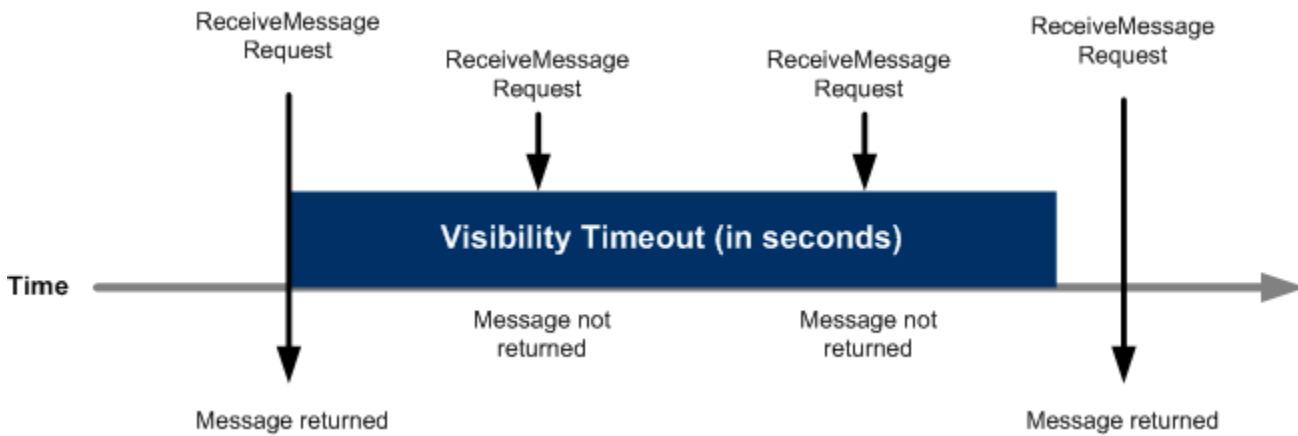 ReceiveMessage
Request
ReceiveMessage
Request
ReceiveMessage
Request
ReceiveMessage
Request
Visibility Timeout (in seconds)
Time
Message not
returned
Message not
returned
Message returned
Message returned